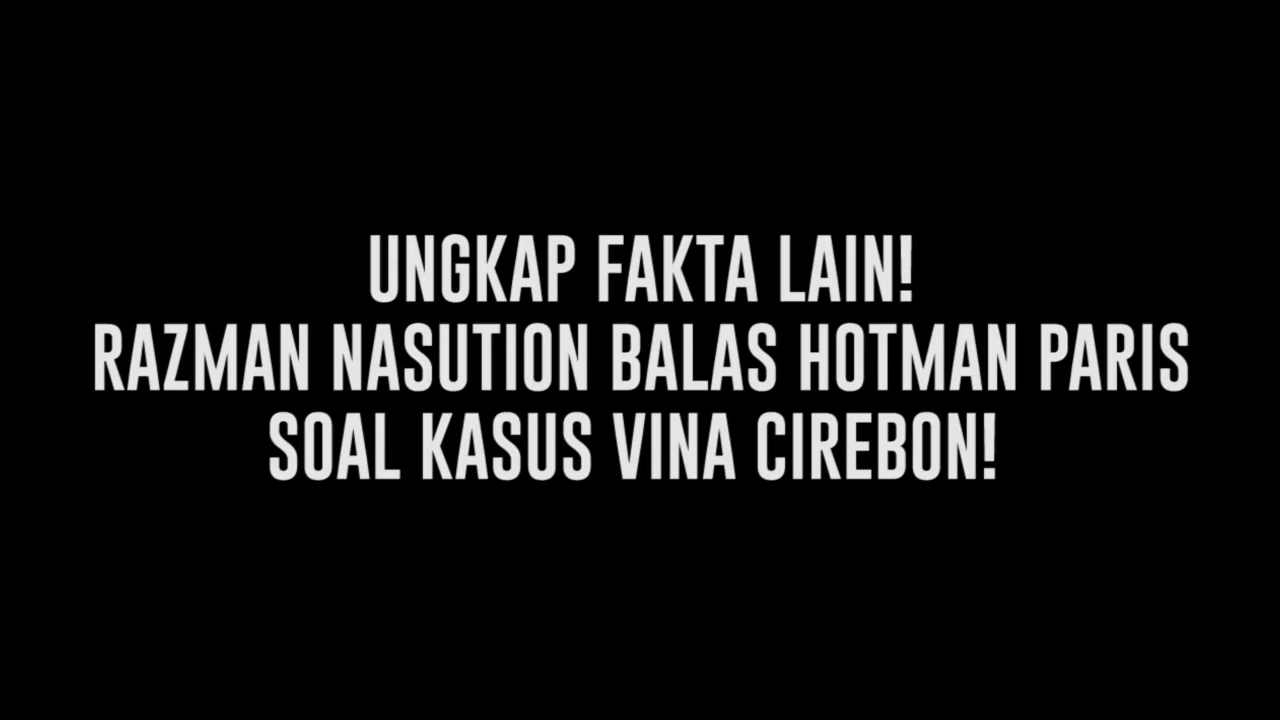 UNGKAP FAKTA LAIN!
RAZMAN NASUTION BALAS HOTMAN PARIS
SOAL KASUS VINA CIREBON!